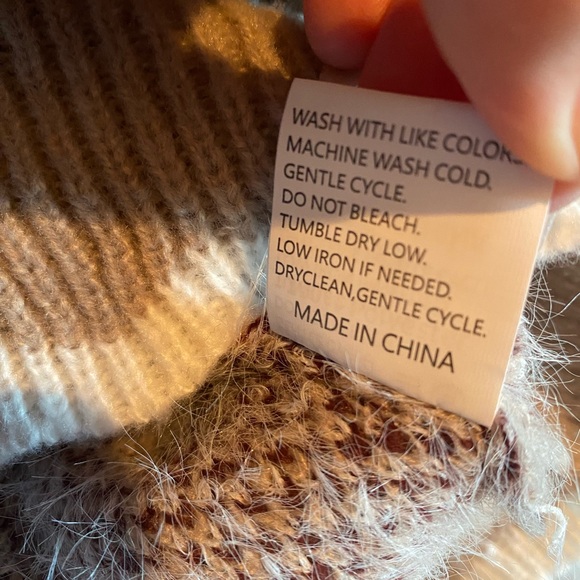 WASH WITH LIKE COLORS.
MACHINE WASH COLD.
GENTLE CYCLE.
DO NOT BLEACH.
TUMBLE DRY LOW.
LOW IRON IF NEEDED.
DRYCLEAN,GENTLE CYCLE.
MADE IN CHINA